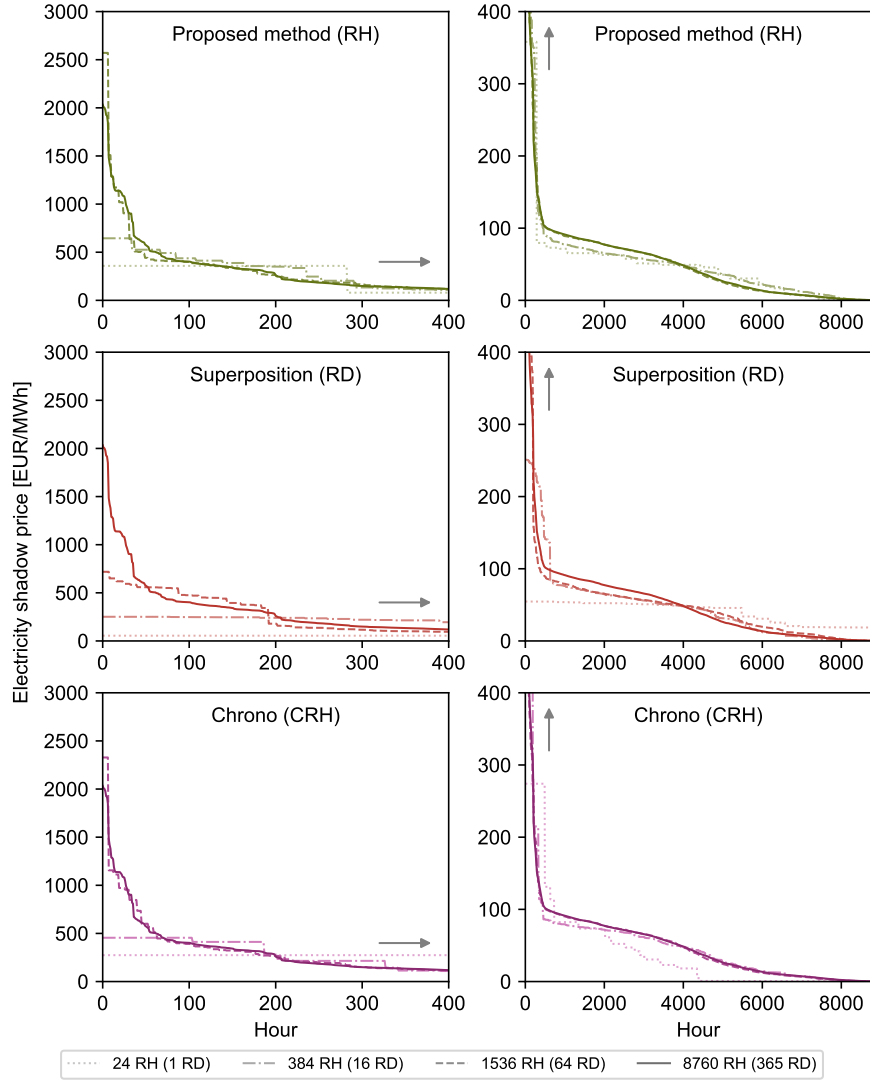 Electricity shadow price [EUR/MWh]
Proposed method (RH)
3000
2500
2000
1500
1000
500
0
0 100 200 300 400
Proposed method (RH)
400
300
200
100
0
0 2000 4000 6000 8000
Superposition (RD)
3000
2500
2000
1500
1000
500
0
0 100 200 300 400
Superposition (RD)
400
300
200
100
0
0 2000 4000 6000 8000
Chrono (CRH)
3000
2500
2000
1500
1000
500
0
0 100 200 300 400
Hour
Chrono (CRH)
400
300
200
100
0
0 2000 4000 6000 8000
Hour
24 RH (1 RD) 384 RH (16 RD) 1536 RH (64 RD) 8760 RH (365 RD)